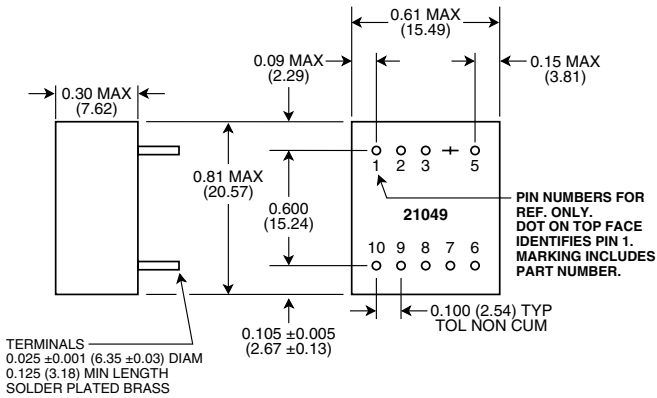 0.61 MAX
(15.49)
0.09 MAX
(2.29)
0.15 MAX
(3.81)
0.30 MAX
(7.62)
0.81 MAX
(20.57)
0.600
(15.24)
1 2 3 5
21049
10 9 8 7 6
PIN NUMBERS FOR
REF. ONLY.
DOT ON TOP FACE
IDENTIFIES PIN 1.
MARKING INCLUDES
PART NUMBER.
0.100 (2.54) TYP
TOL NON CUM
0.105 ±0.005
(2.67 ±0.13)
TERMINALS
0.025 ±0.001 (6.35 ±0.03) DIAM
0.125 (3.18) MIN LENGTH
SOLDER PLATED BRASS